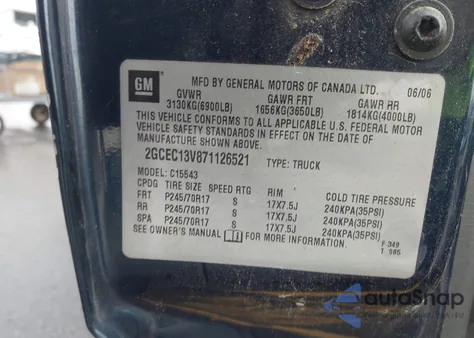 GM
MFD BY GENERAL MOTORS OF CANADA LTD. 06/06
GVWR GAWR FRT GAWR RR
3130KG(6900LB) 1656KG(3650LB) 1814KG(4000LB)
THIS VEHICLE CONFORMS TO ALL APPLICABLE U.S. FEDERAL MOTOR
VEHICLE SAFETY STANDARDS IN EFFECT ON THE DATE OF
MANUFACTURE SHOWN ABOVE.
2GCEC13V871126521 TYPE: TRUCK
MODEL: C15543
CPDG TIRE SIZE SPEED RTG RIM COLD TIRE PRESSURE
FRT P245/70R17 S 17X7.5J 240KPA(35PSI)
RR P245/70R17 S 17X7.5J 240KPA(35PSI)
SPA P245/70R17 S 17X7.5J 240KPA(35PSI)
SEE OWNER'S MANUAL FOR MORE INFORMATION.
F 349
T 985
autoSnap